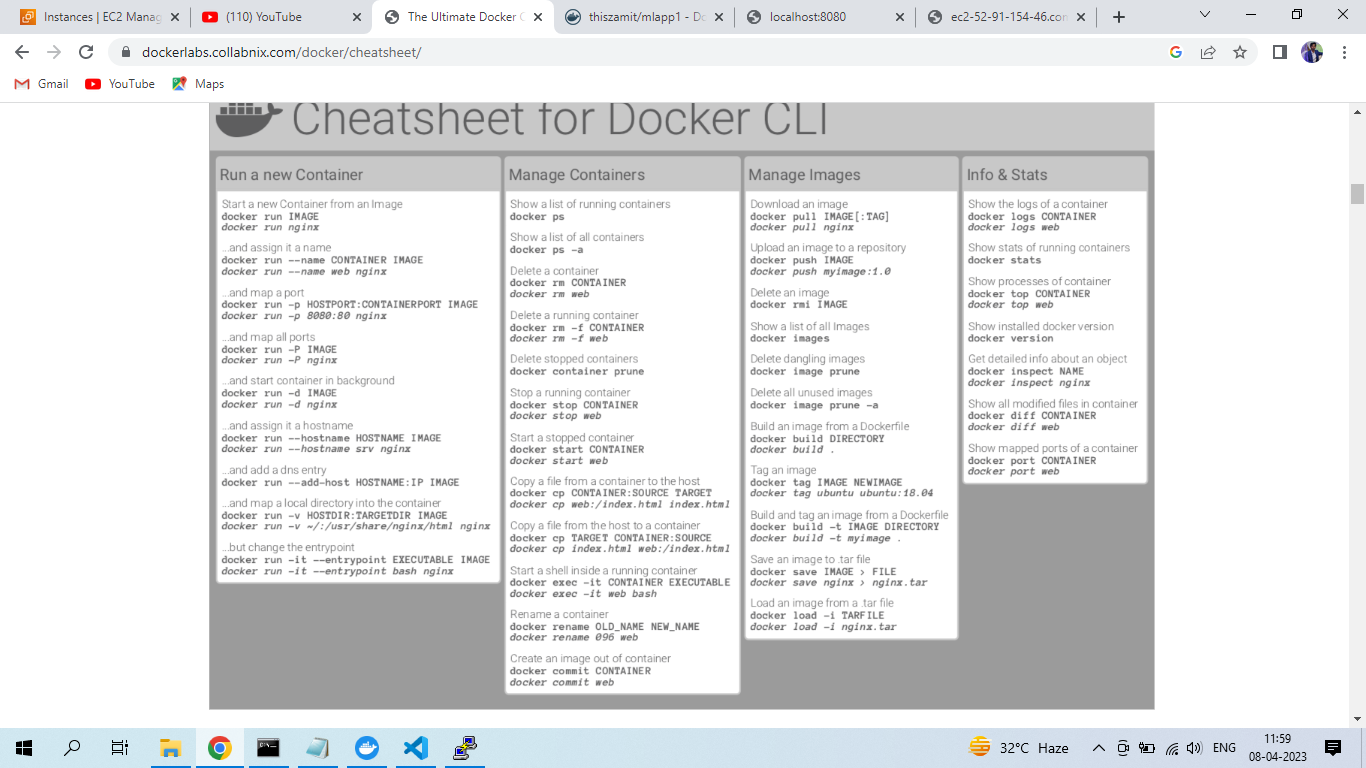 Instances | EC2 Manag
(110) YouTube
The Ultimate Docker C
thiszamit/mlapp1 - Do
localhost:8080
ec2-52-91-154-46.com
dockerlabs.collabnix.com/docker/cheatsheet/
Gmail
YouTube
Maps
Cheatsheet for Docker CLI
Run a new Container
Start a new Container from an Image
docker run IMAGE
docker run nginx
...and assign it a name
docker run --name CONTAINER IMAGE
docker run --name web nginx
...and map a port
docker run -p HOSTPORT:CONTAINERPORT IMAGE
docker run -p 8080:80 nginx
...and map all ports
docker run -P IMAGE
docker run -P nginx
...and start container in background
docker run -d IMAGE
docker run -d nginx
...and assign it a hostname
docker run --hostname HOSTNAME IMAGE
docker run --hostname srv nginx
...and add a dns entry
docker run --add-host HOSTNAME:IP IMAGE
...and map a local directory into the container
docker run -v HOSTDIR:TARGETDIR IMAGE
docker run -v ~/:/usr/share/nginx/html nginx
...but change the entrypoint
docker run -it --entrypoint EXECUTABLE IMAGE
docker run -it --entrypoint bash nginx
Manage Containers
Show a list of running containers
docker ps
Show a list of all containers
docker ps -a
Delete a container
docker rm CONTAINER
docker rm web
Delete a running container
docker rm -f CONTAINER
docker rm -f web
Delete stopped containers
docker container prune
Stop a running container
docker stop CONTAINER
docker stop web
Start a stopped container
docker start CONTAINER
docker start web
Copy a file from a container to the host
docker cp CONTAINER:SOURCE TARGET
docker cp web:/index.html index.html
Copy a file from the host to a container
docker cp TARGET CONTAINER:SOURCE
docker cp index.html web:/index.html
Start a shell inside a running container
docker exec -it CONTAINER EXECUTABLE
docker exec -it web bash
Rename a container
docker rename OLD_NAME NEW_NAME
docker rename 096 web
Create an image out of container
docker commit CONTAINER
docker commit web
Manage Images
Download an image
docker pull IMAGE[:TAG]
docker pull nginx
Upload an image to a repository
docker push IMAGE
docker push myimage:1.0
Delete an image
docker rmi IMAGE
Show a list of all Images
docker images
Delete dangling images
docker image prune
Delete all unused images
docker image prune -a
Build an image from a Dockerfile
docker build DIRECTORY
docker build .
Tag an image
docker tag IMAGE NEWIMAGE
docker tag ubuntu ubuntu:18.04
Build and tag an image from a Dockerfile
docker build -t IMAGE DIRECTORY
docker build -t myimage .
Save an image to .tar file
docker save IMAGE > FILE
docker save nginx > nginx.tar
Load an image from a .tar file
docker load -i TARFILE
docker load -i nginx.tar
Info & Stats
Show the logs of a container
docker logs CONTAINER
docker logs web
Show stats of running containers
docker stats
Show processes of container
docker top CONTAINER
docker top web
Show installed docker version
docker version
Get detailed info about an object
docker inspect NAME
docker inspect nginx
Show all modified files in container
docker diff CONTAINER
docker diff web
Show mapped ports of a container
docker port CONTAINER
docker port web
32°C Haze
ENG
11:59
08-04-2023